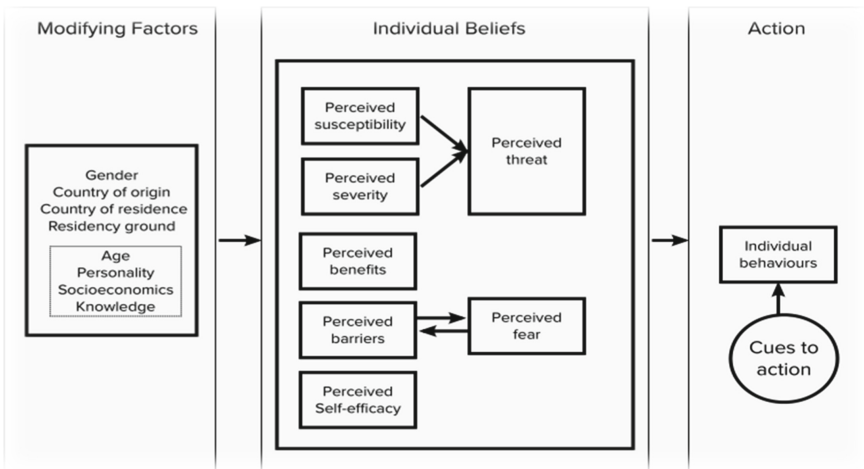 Modifying Factors
Individual Beliefs
Action
Gender
Country of origin
Country of residence
Residency ground
Age
Personality
Socioeconomics
Knowledge
Perceived
susceptibility
Perceived
severity
Perceived
threat
Perceived
benefits
Perceived
barriers
Perceived
fear
Perceived
Self-efficacy
Individual
behaviours
Cues to
action